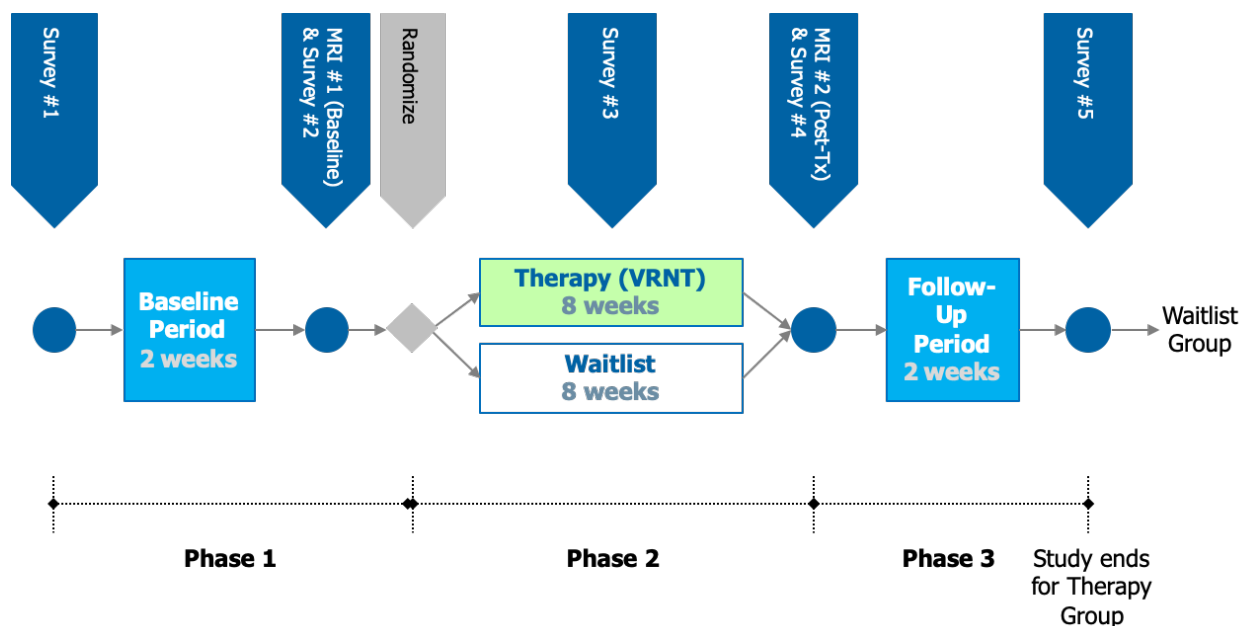 Survey #1
MRI #1 (Baseline)
& Survey #2
Randomize
Survey #3
MRI #2 (Post-Tx)
& Survey #4
Survey #5
Baseline
Period
2 weeks
Therapy (VRNT)
8 weeks
Waitlist
8 weeks
Follow-
Up
Period
2 weeks
Waitlist
Group
Phase 1
Phase 2
Phase 3
Study ends
for Therapy
Group